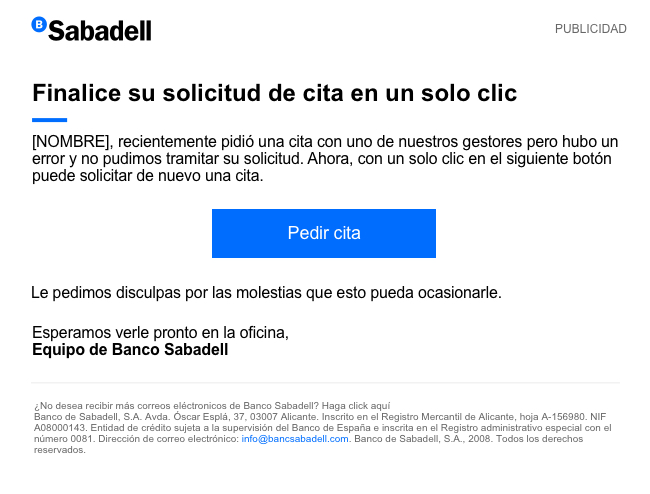 B Sabadell
PUBLICIDAD
Finalice su solicitud de cita en un solo clic
[NOMBRE], recientemente pidió una cita con uno de nuestros gestores pero hubo un
error y no pudimos tramitar su solicitud. Ahora, con un solo clic en el siguiente botón
puede solicitar de nuevo una cita.
Pedir cita
Le pedimos disculpas por las molestias que esto pueda ocasionarle.
Esperamos verle pronto en la oficina,
Equipo de Banco Sabadell
¿No desea recibir más correos eléctronicos de Banco Sabadell? Haga click aquí
Banco de Sabadell, S.A. Avda. Óscar Esplá, 37, 03007 Alicante. Inscrito en el Registro Mercantil de Alicante, hoja A-156980. NIF
A08000143. Entidad de crédito sujeta a la supervisión del Banco de España e inscrita en el Registro administrativo especial con el
número 0081. Dirección de correo electrónico: info@bancsabadell.com. Banco de Sabadell, S.A., 2008. Todos los derechos
reservados.